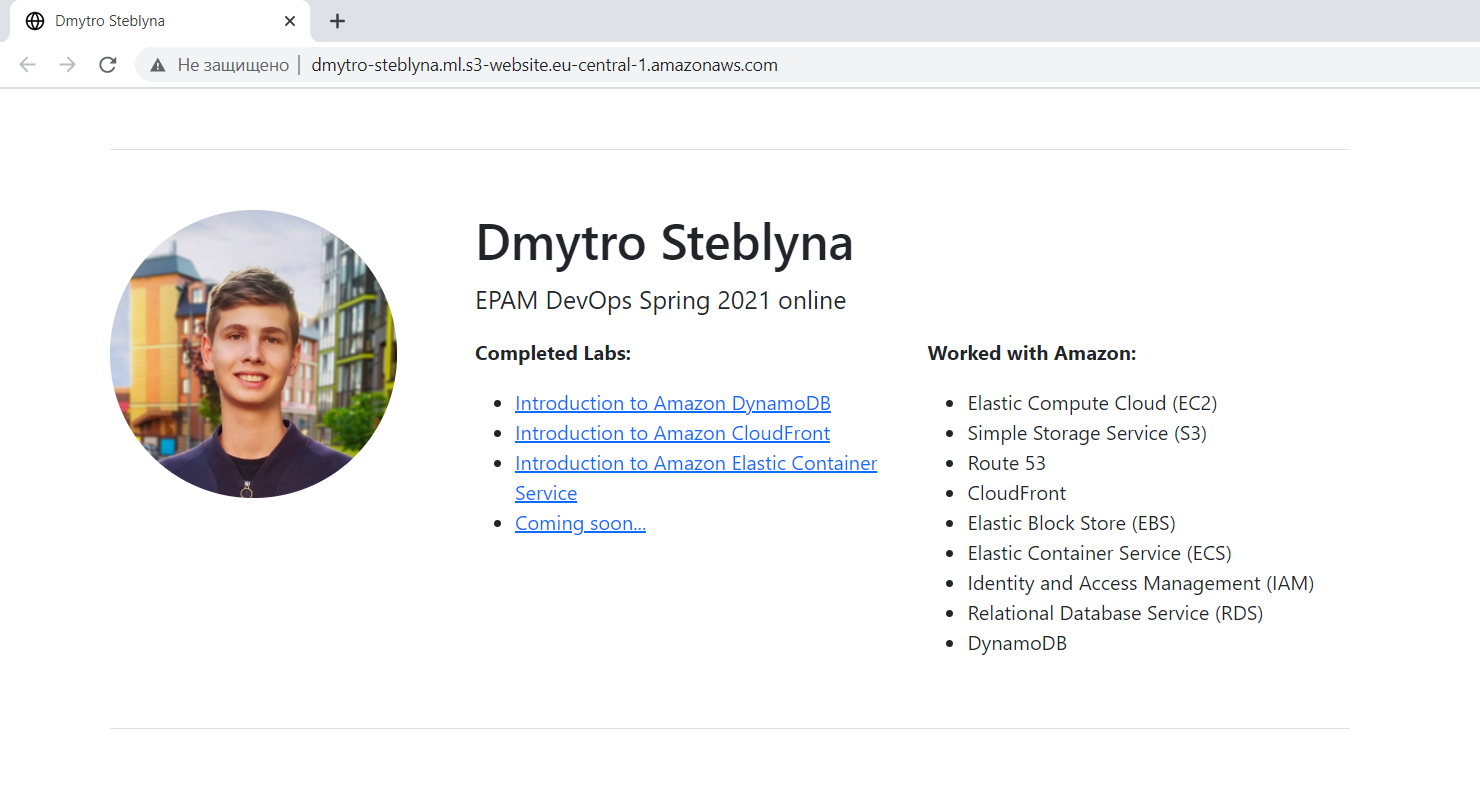 Dmytro Steblyna
Не защищено
dmytro-steblyna.ml.s3-website.eu-central-1.amazonaws.com
Dmytro Steblyna
EPAM DevOps Spring 2021 online
Completed Labs:
Introduction to Amazon DynamoDB
Introduction to Amazon CloudFront
Introduction to Amazon Elastic Container
Service
Coming soon...
Worked with Amazon:
Elastic Compute Cloud (EC2)
Simple Storage Service (S3)
Route 53
CloudFront
Elastic Block Store (EBS)
Elastic Container Service (ECS)
Identity and Access Management (IAM)
Relational Database Service (RDS)
DynamoDB